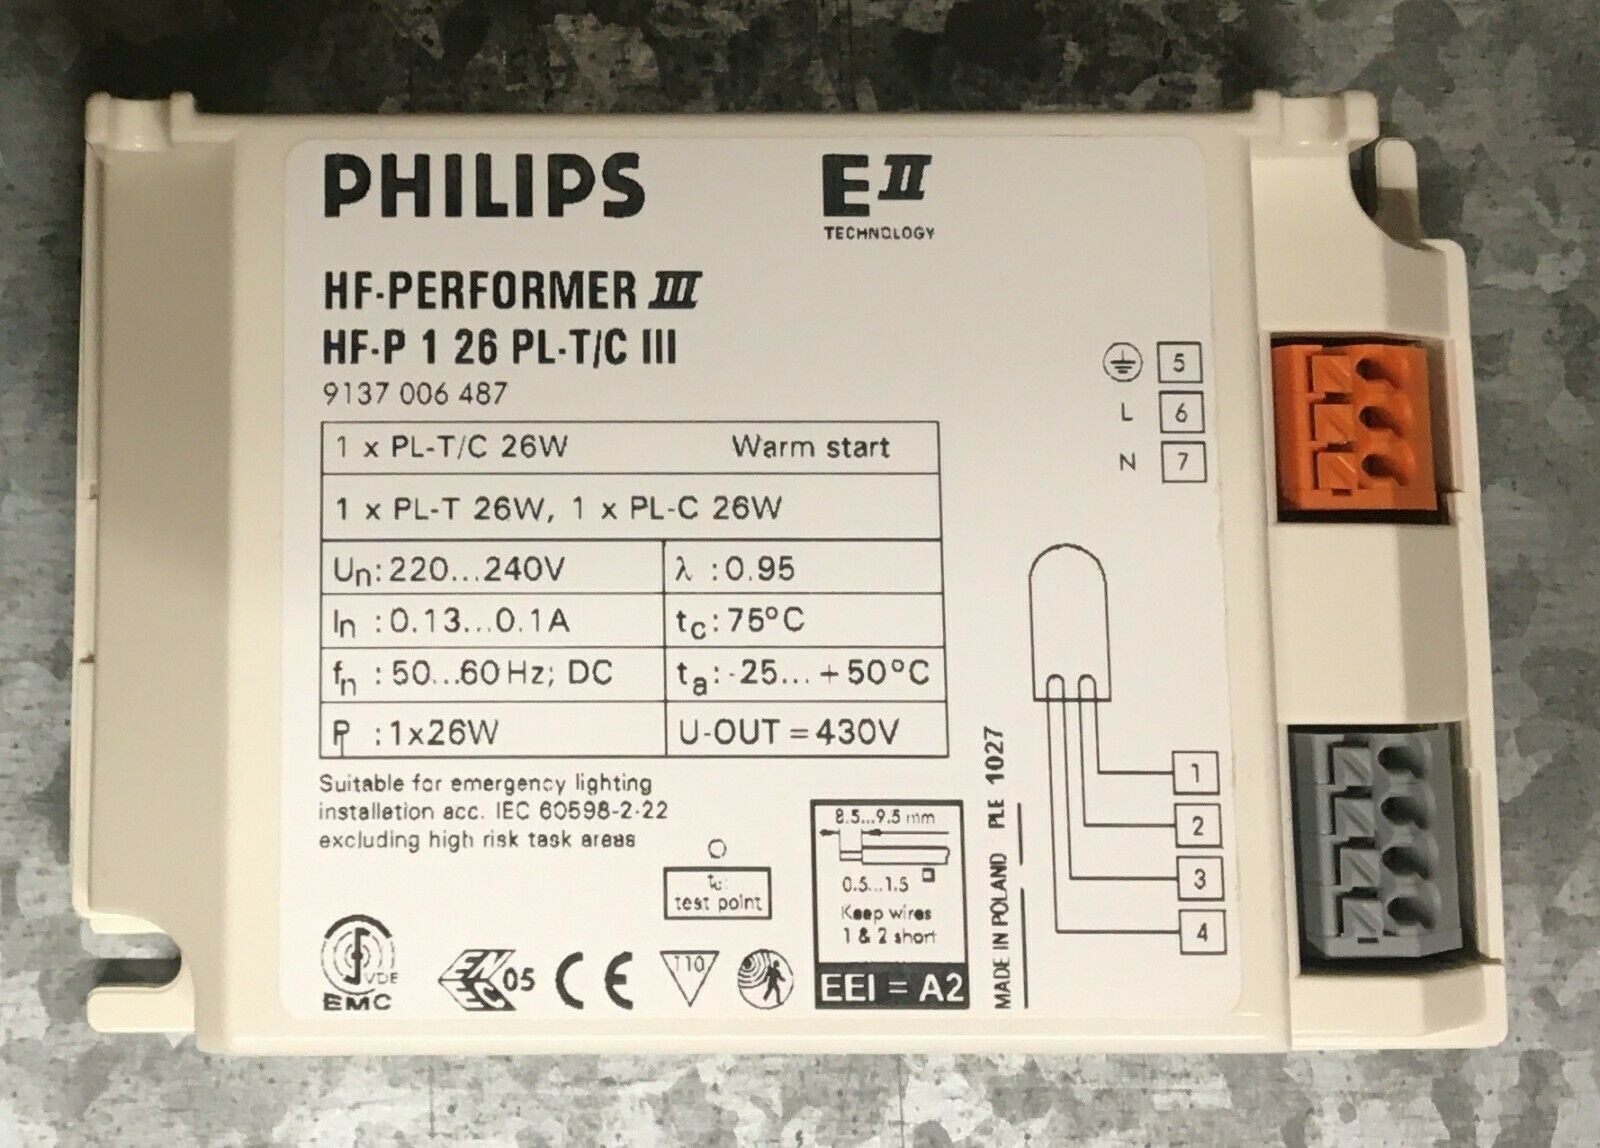 PHILIPS
EII
TECHNOLOGY
HF-PERFORMER III
HF-P 1 26 PL-T/C III
9137 006 487
1 x PL-T/C 26W Warm start
1 x PL-T 26W, 1 x PL-C 26W
Un: 220...240V λ : 0.95
In : 0.13...0.1A tc: 75°C
fn : 50...60Hz; DC ta: -25... +50°C
P : 1x26W U-OUT = 430V
Suitable for emergency lighting
installation acc. IEC 60598-2-22
excluding high risk task areas
tc:
test point
8.5...9.5 mm
0.5...1.5
Keep wires
1 & 2 short
EEI = A2
VDE
EMC
ENEC 05
CE
110
MADE IN POLAND PLE 1027
5
L 6
N 7
1
2
3
4